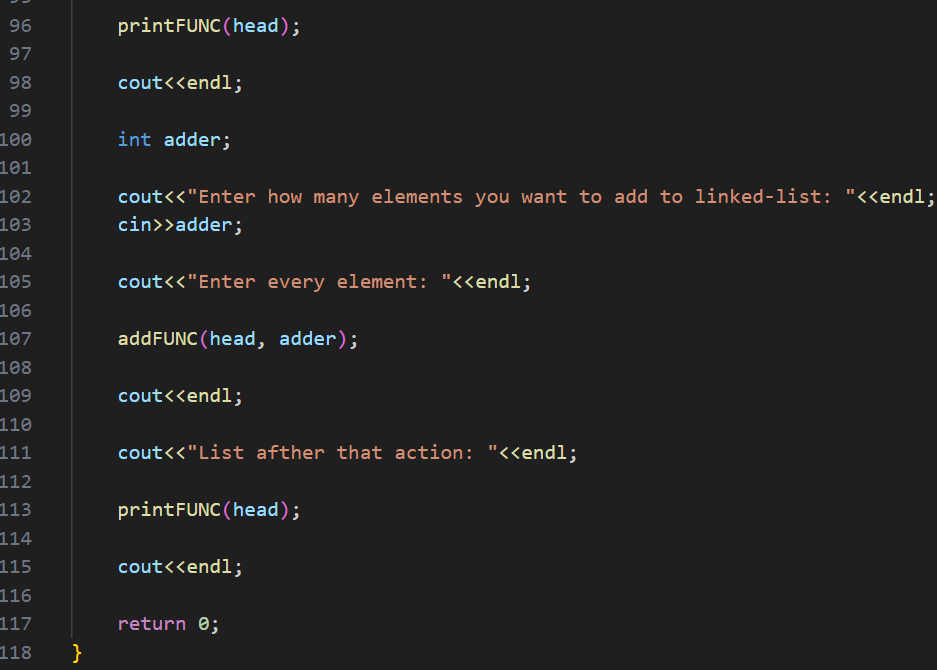 96 printFUNC(head);
97
98 cout<<endl;
99
100 int adder;
101
102 cout<<"Enter how many elements you want to add to linked-list: "<<endl;
103 cin>>adder;
104
105 cout<<"Enter every element: "<<endl;
106
107 addFUNC(head, adder);
108
109 cout<<endl;
110
111 cout<<"List afther that action: "<<endl;
112
113 printFUNC(head);
114
115 cout<<endl;
116
117 return 0;
118 }